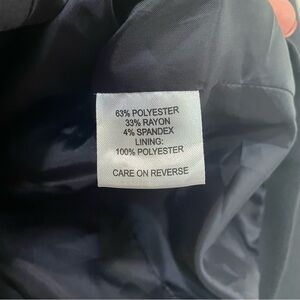 63% POLYESTER
33% RAYON
4% SPANDEX
LINING:
100% POLYESTER
CARE ON REVERSE